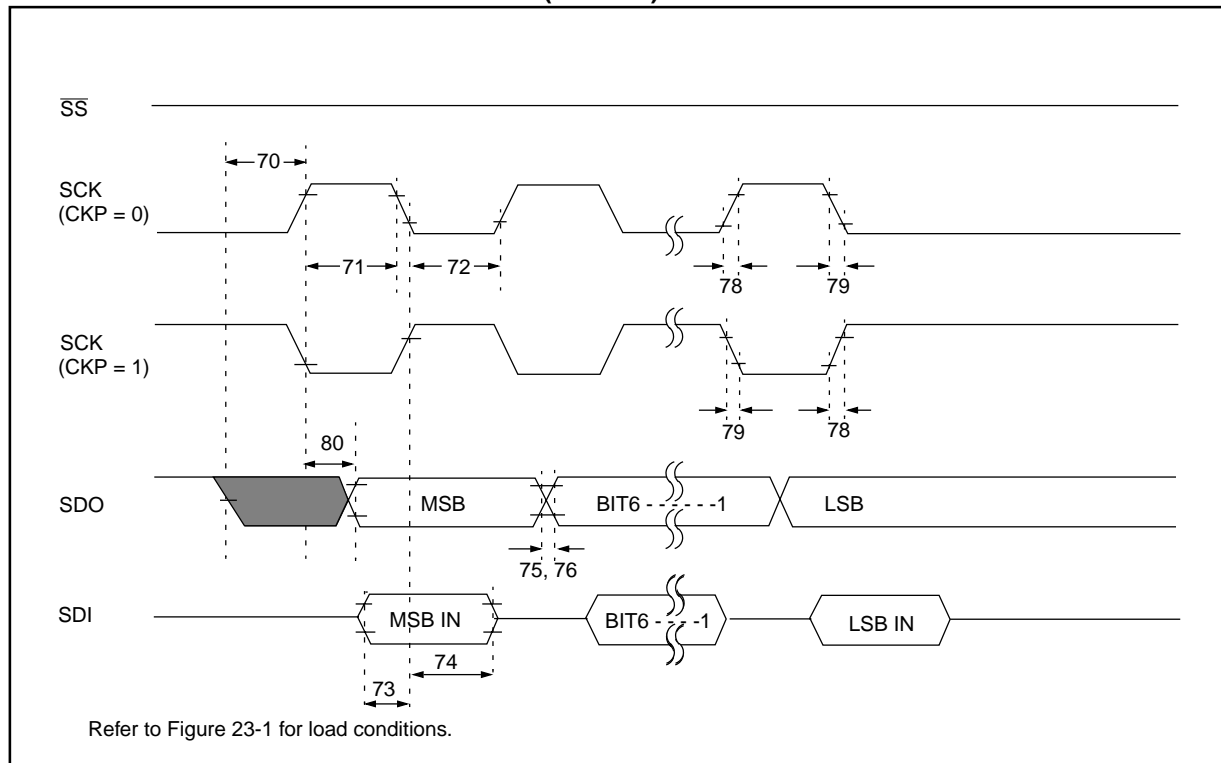 SS
70
SCK
(CKP = 0)
71
72
78
79
SCK
(CKP = 1)
79
78
80
SDO
MSB
BIT6 - - - - - -1
LSB
75, 76
SDI
MSB IN
BIT6 - - - -1
LSB IN
74
73
Refer to Figure 23-1 for load conditions.